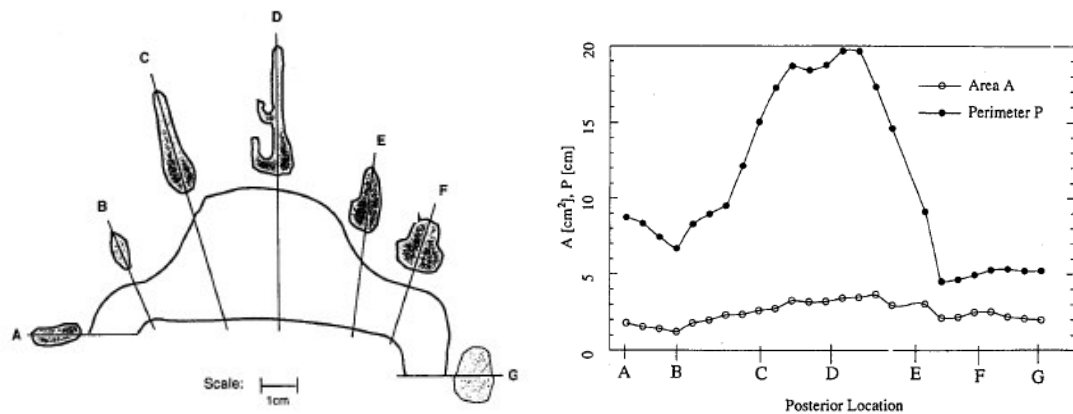 D
C
E
B
F
A
G
Scale:
1cm
20
15
10
5
0
A [cm²], P [cm]
Area A
Perimeter P
A B C D E F G
Posterior Location